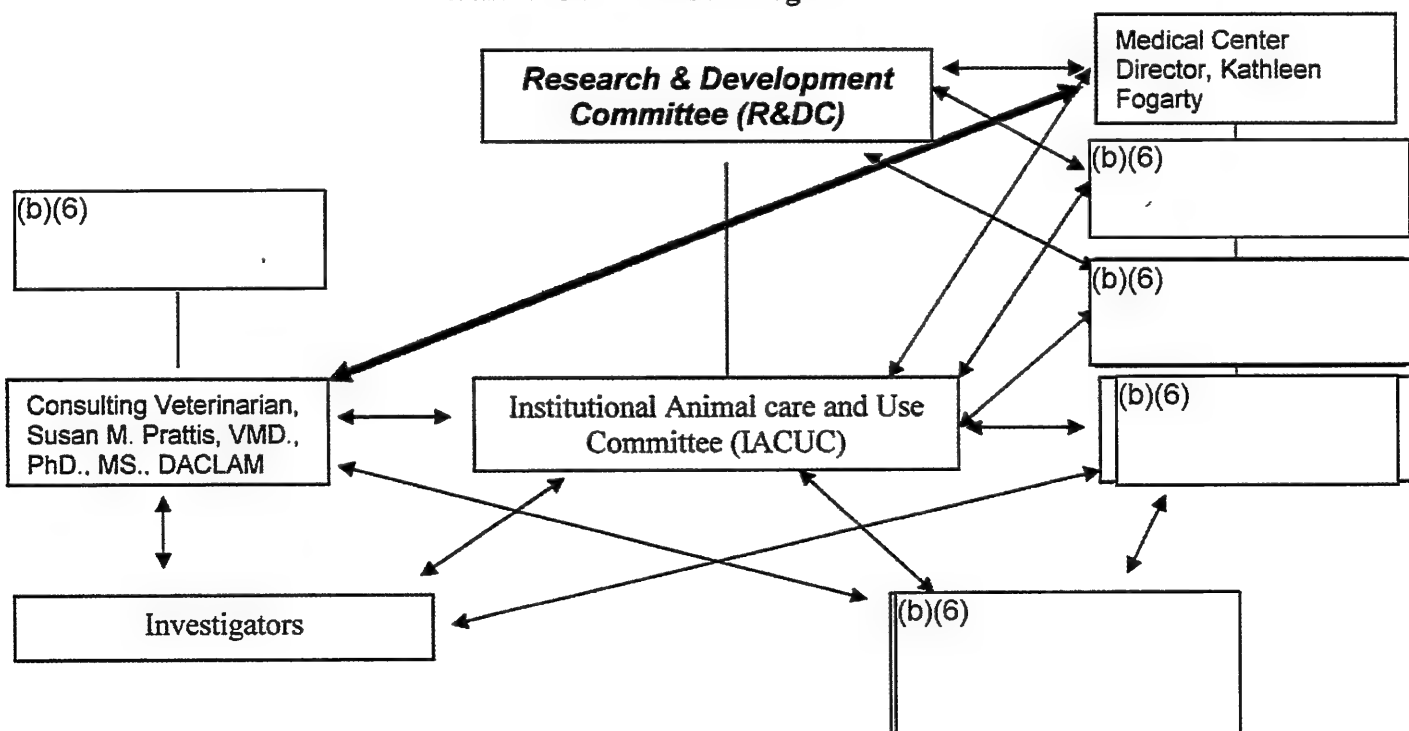 Research & Development
Committee (R&DC)
Medical Center
Director, Kathleen
Fogarty
(b)(6)
(b)(6)
(b)(6)
Consulting Veterinarian,
Susan M. Prattis, VMD.,
PhD., MS., DACLAM
Institutional Animal care and Use
Committee (IACUC)
(b)(6)
Investigators
(b)(6)